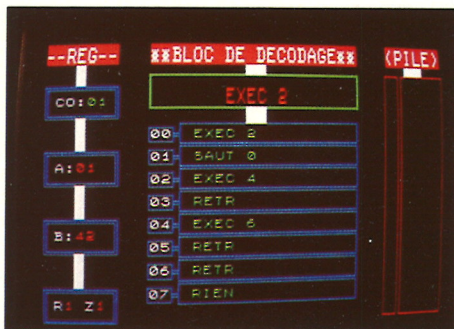 --REG--
CO:01
A:01
B:42
R1 Z1
**BLOC DE DECODAGE**
EXEC 2
00 EXEC 2
01 SAUT 0
02 EXEC 4
03 RETR
04 EXEC 6
05 RETR
06 RETR
07 RIEN
(PILE)